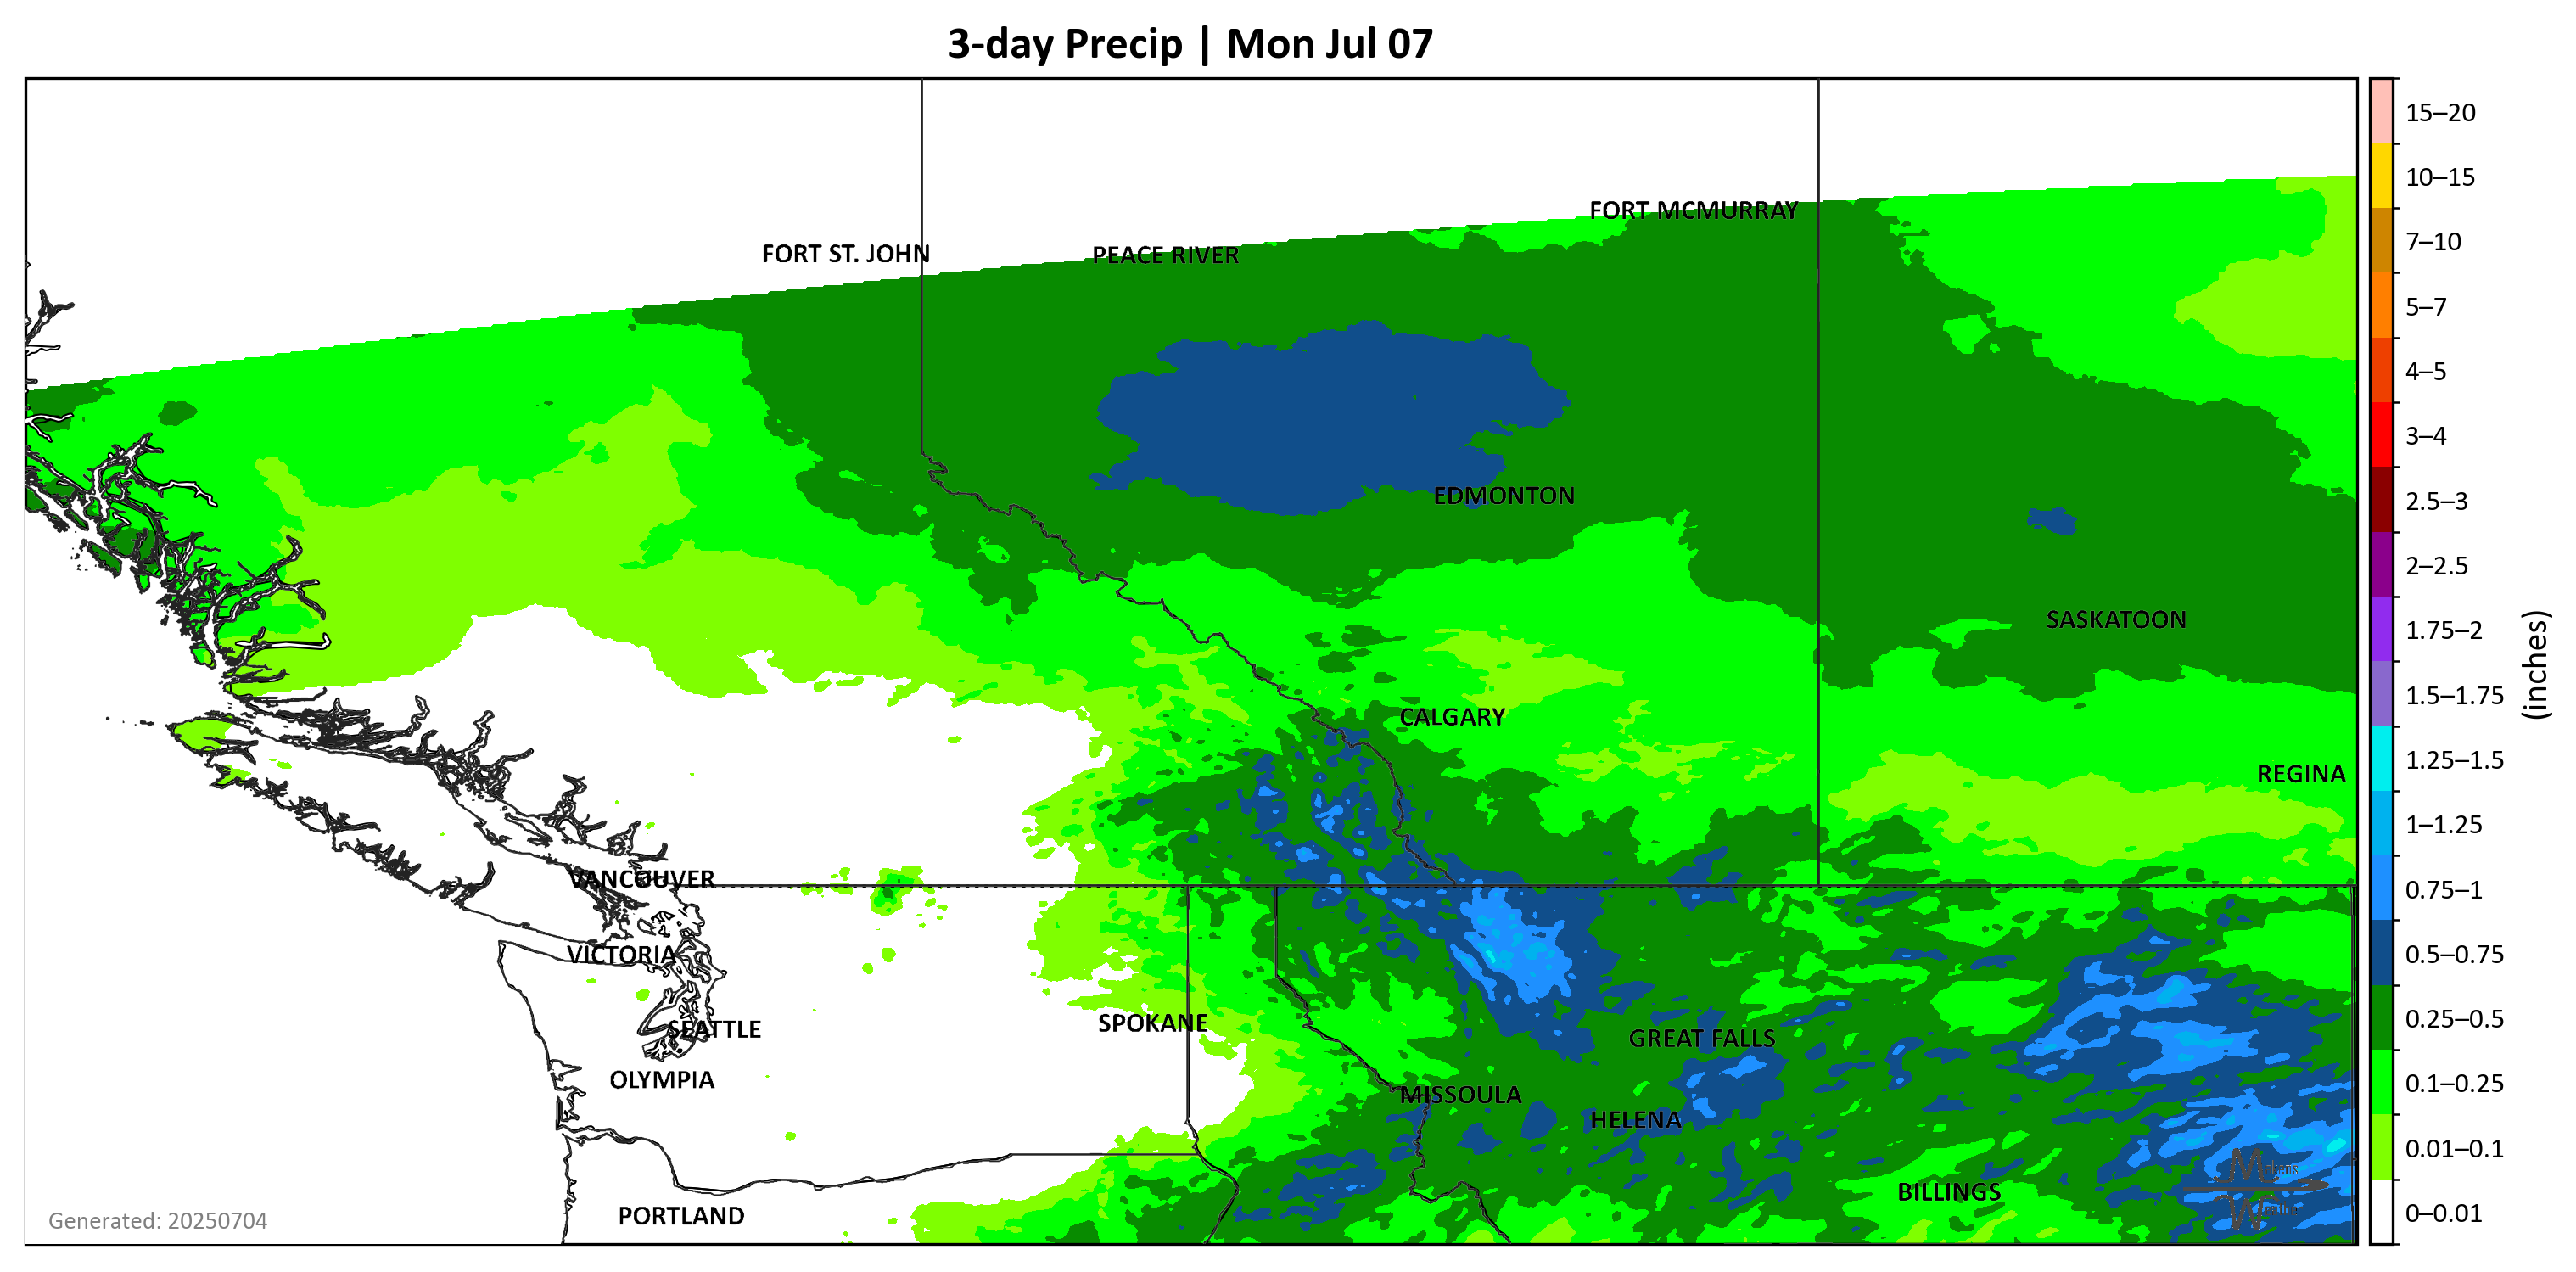 3-day Precip | Mon Jul 07
FORT MCMURRAY
FORT ST. JOHN
PEACE RIVER
EDMONTON
SASKATOON
CALGARY
REGINA
VANCOUVER
VICTORIA
SPOKANE
SEATTLE
GREAT FALLS
OLYMPIA
MISSOULA
HELENA
BILLINGS
PORTLAND
Generated: 20250704
15–20
10–15
7–10
5–7
4–5
3–4
2.5–3
2–2.5
1.75–2
1.5–1.75
1.25–1.5
1–1.25
0.75–1
0.5–0.75
0.25–0.5
0.1–0.25
0.01–0.1
0–0.01
(inches)